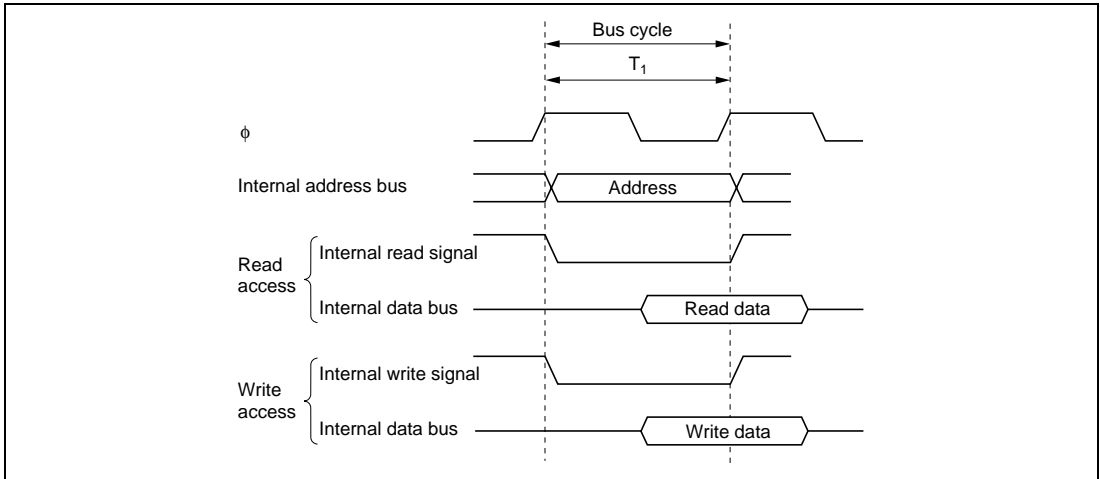 Bus cycle
T₁
ϕ
Internal address bus
Address
Read
access
Internal read signal
Internal data bus
Read data
Write
access
Internal write signal
Internal data bus
Write data